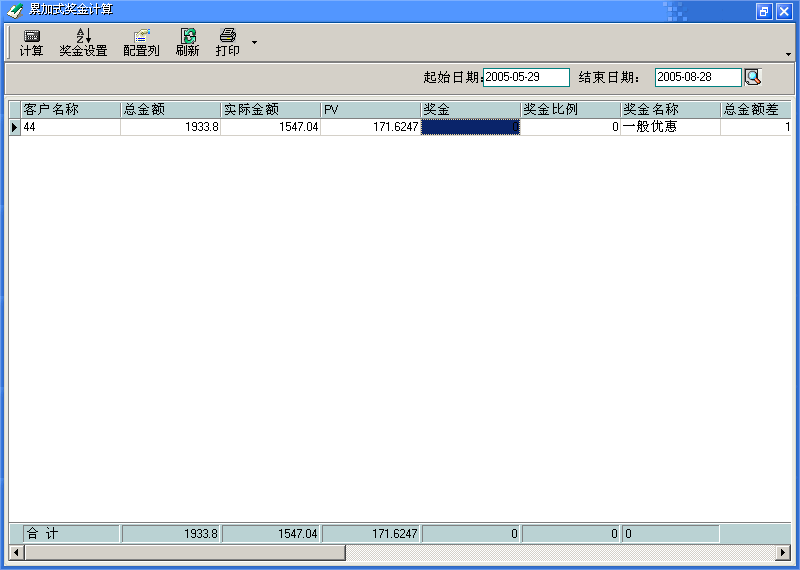 累加式奖金计算
计算 奖金设置 配置列 刷新 打印
起始日期: 2005-05-29 结束日期: 2005-08-28
客户名称 总金额 实际金额 PV 奖金 奖金比例 奖金名称 总金额差
44 1933.8 1547.04 171.6247 0 0 一般优惠 1
合 计 1933.8 1547.04 171.6247 0 0 0